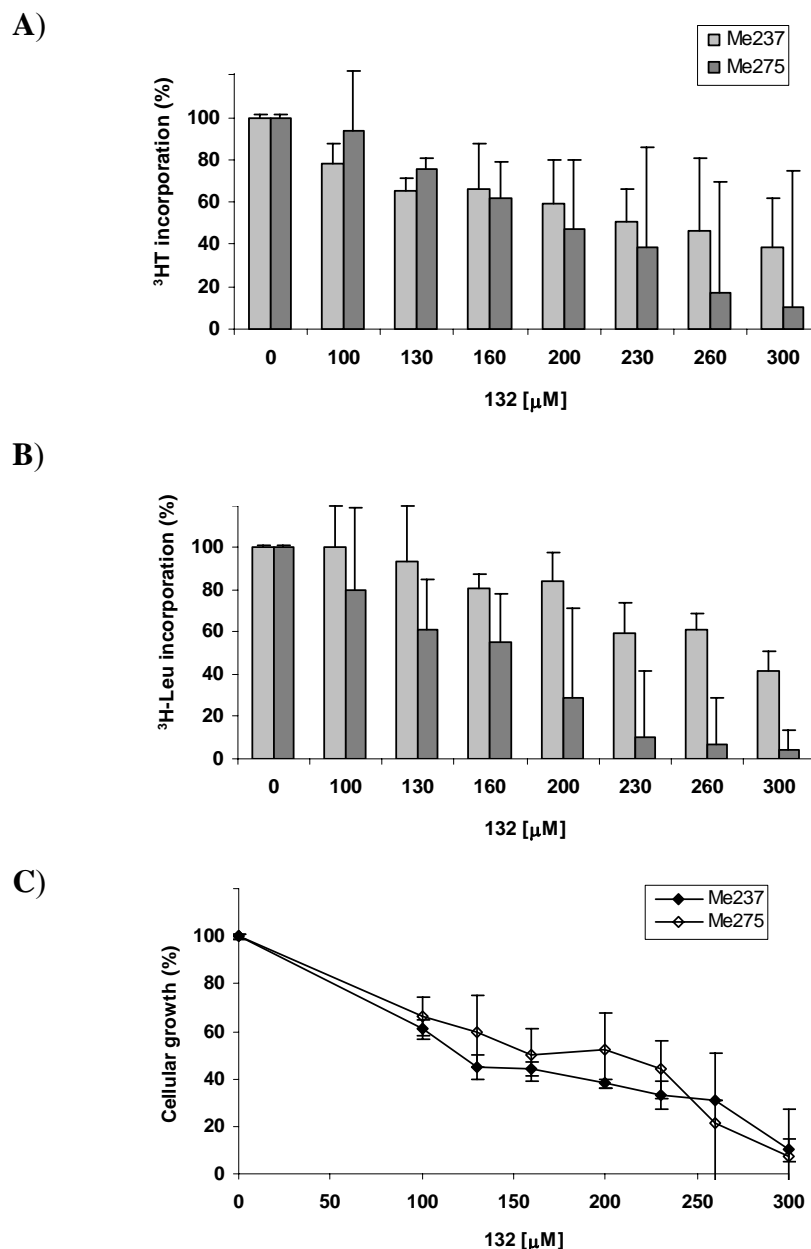 A)
Me237
Me275
³HT incorporation (%)
100
80
60
40
20
0
0 100 130 160 200 230 260 300
132 [μM]
B)
³H-Leu incorporation (%)
100
80
60
40
20
0
0 100 130 160 200 230 260 300
132 [μM]
C)
Me237
Me275
Cellular growth (%)
100
80
60
40
20
0
0 50 100 150 200 250 300
132 [μM]